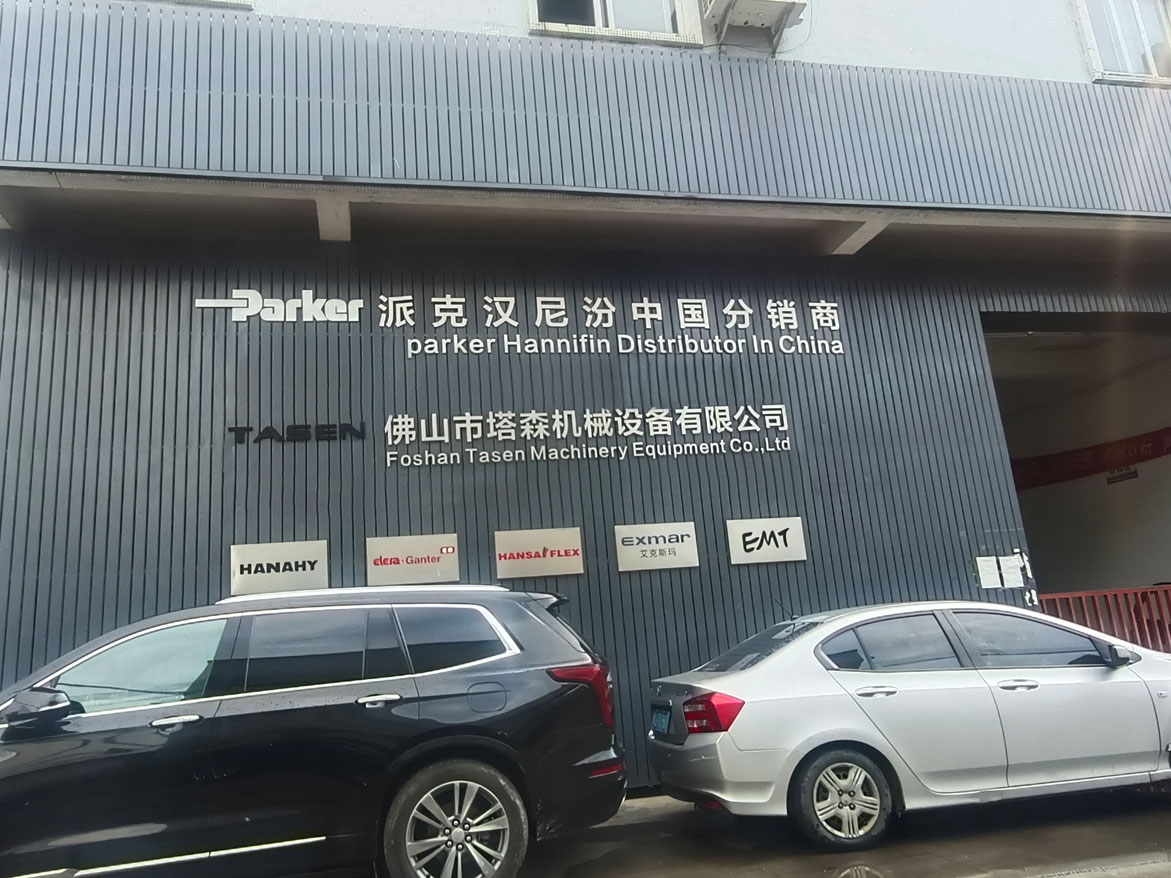 Parker 派克汉尼汾中国分销商
parker Hannifin Distributor In China
TASEN 佛山市塔森机械设备有限公司
Foshan Tasen Machinery Equipment Co.,Ltd
HANAHY
elesa+Ganter
HANSA FLEX
exmar
艾克斯玛
EMT